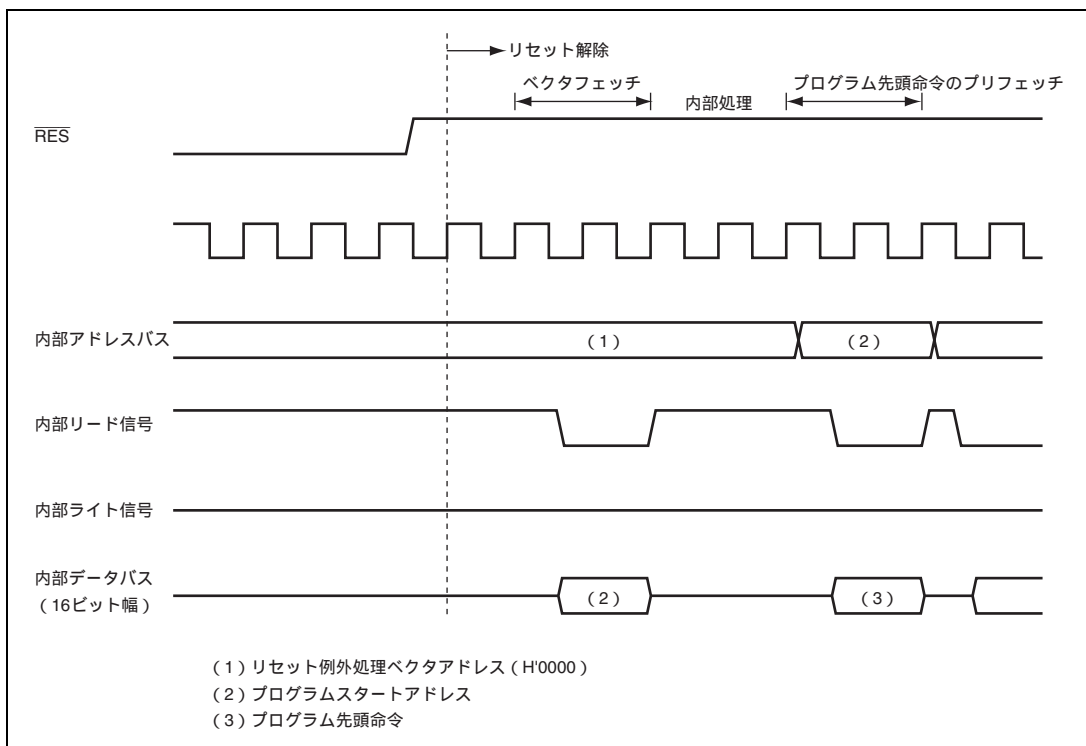 リセット解除
ベクタフェッチ 内部処理 プログラム先頭命令のプリフェッチ
RES
内部アドレスバス (1) (2)
内部リード信号
内部ライト信号
内部データバス
(16ビット幅) (2) (3)
(1)リセット例外処理ベクタアドレス(H'0000)
(2)プログラムスタートアドレス
(3)プログラム先頭命令